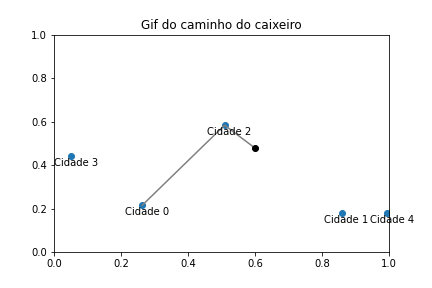 Gif do caminho do caixeiro
1.0
0.8
0.6
0.4
0.2
0.0
Cidade 2
Cidade 3
Cidade 0
Cidade 1
Cidade 4
0.0 0.2 0.4 0.6 0.8 1.0